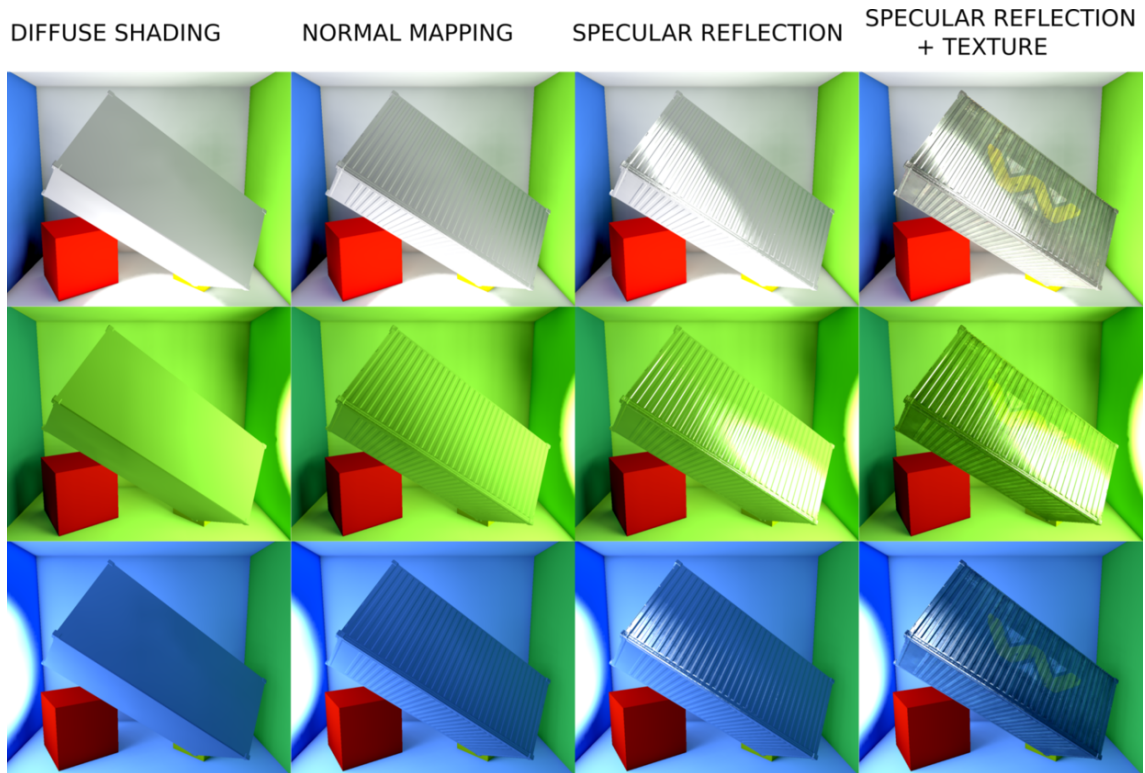 DIFFUSE SHADING
NORMAL MAPPING
SPECULAR REFLECTION
SPECULAR REFLECTION
+ TEXTURE